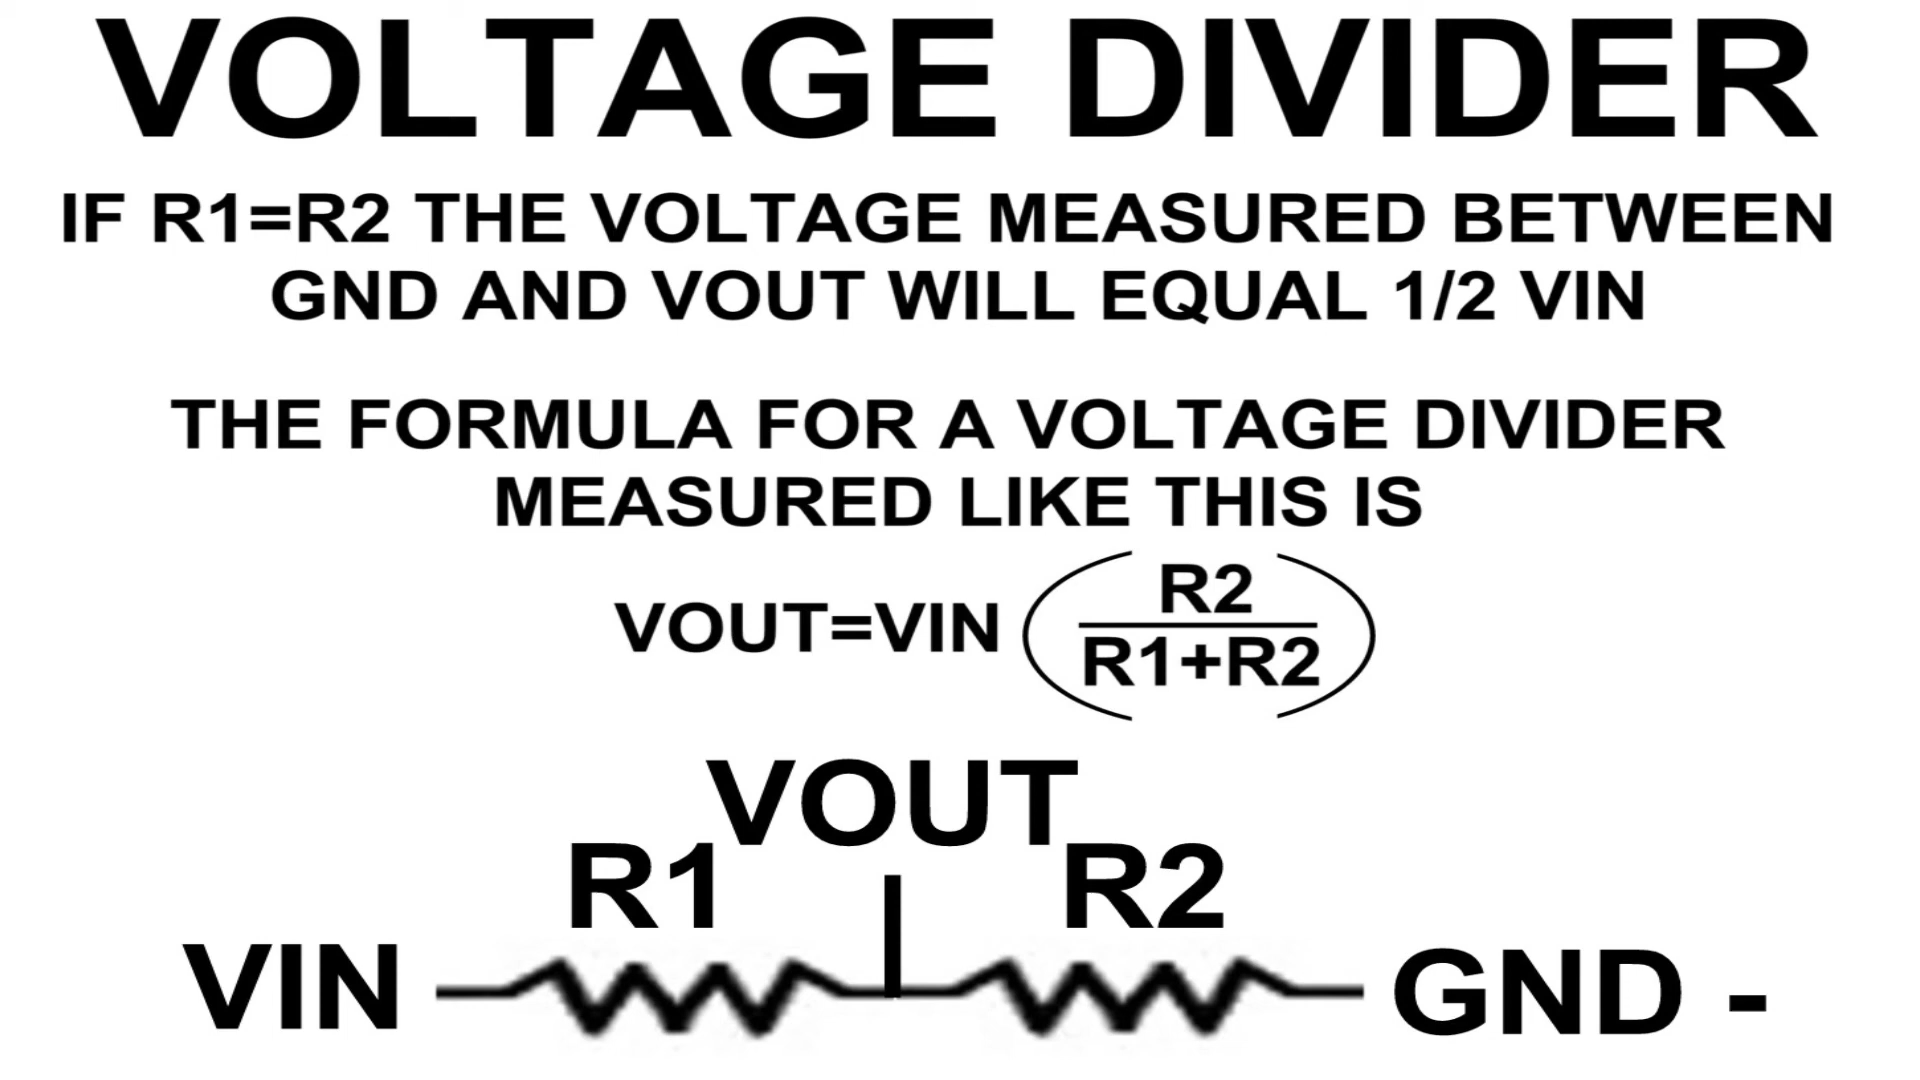 VOLTAGE DIVIDER
IF R1=R2 THE VOLTAGE MEASURED BETWEEN
GND AND VOUT WILL EQUAL 1/2 VIN
THE FORMULA FOR A VOLTAGE DIVIDER
MEASURED LIKE THIS IS
R2
VOUT=VIN
R1+R2
VOUT
R1 R2
VIN GND -